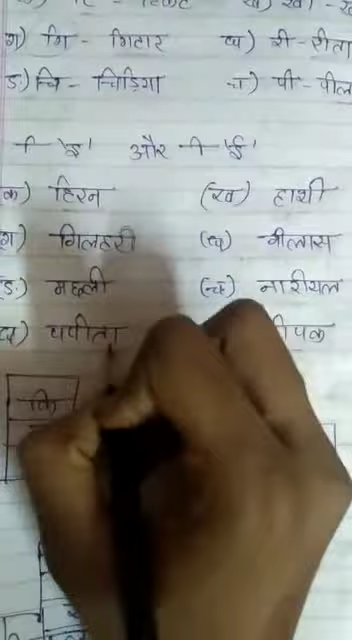 ग) गि - गिटार घ) री - रीता
ङ) चि - चिड़िया च) पी - पील
ि 'इ' और ी 'ई'
क) हिरन (ख) हाथी
ग) गिलहरी (घ) गीलास
ङ) मछली (च) नारीयल
पपीता ीपक
कि